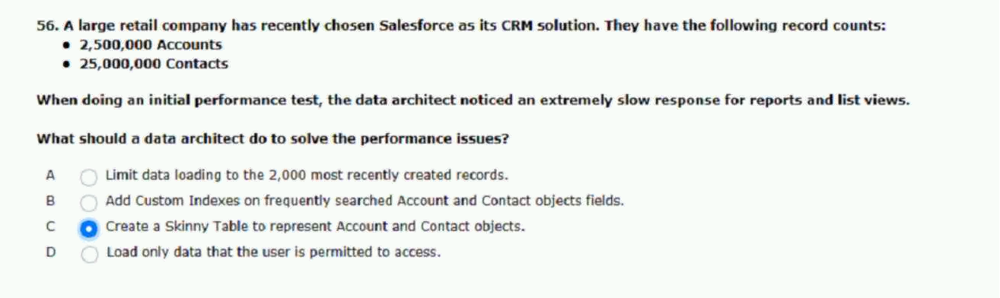 56. A large retail company has recently chosen Salesforce as its CRM solution. They have the following record counts:
• 2,500,000 Accounts
• 25,000,000 Contacts
When doing an initial performance test, the data architect noticed an extremely slow response for reports and list views.
What should a data architect do to solve the performance issues?
A Limit data loading to the 2,000 most recently created records.
B Add Custom Indexes on frequently searched Account and Contact objects fields.
C Create a Skinny Table to represent Account and Contact objects.
D Load only data that the user is permitted to access.